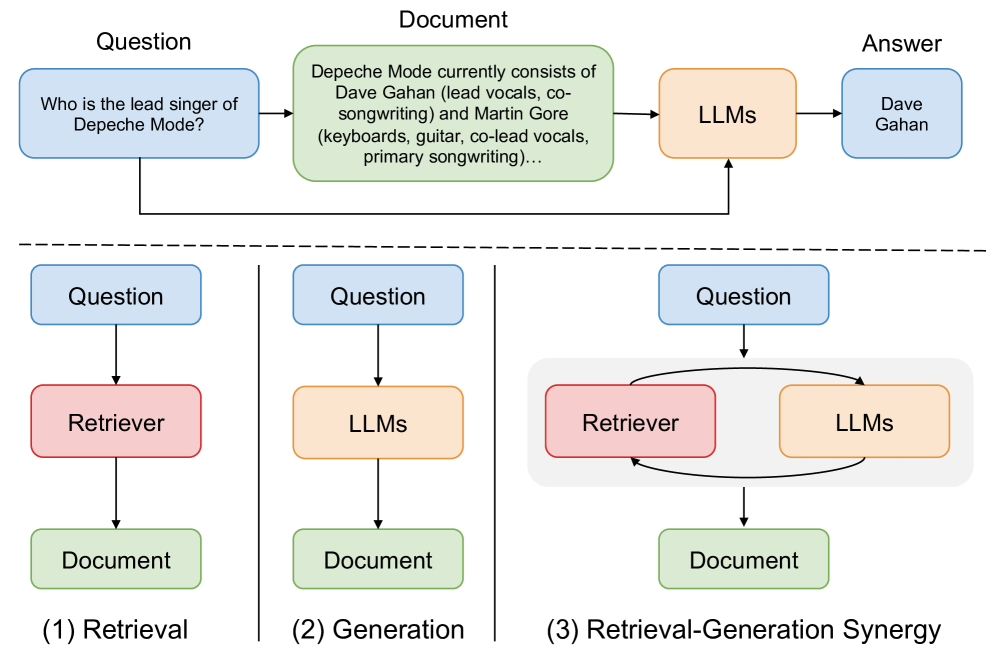 Question
Document
Answer
Who is the lead singer of
Depeche Mode?
Depeche Mode currently consists of
Dave Gahan (lead vocals, co-
songwriting) and Martin Gore
(keyboards, guitar, co-lead vocals,
primary songwriting)…
LLMs
Dave
Gahan
Question
Retriever
Document
(1) Retrieval
Question
LLMs
Document
(2) Generation
Question
Retriever
LLMs
Document
(3) Retrieval-Generation Synergy